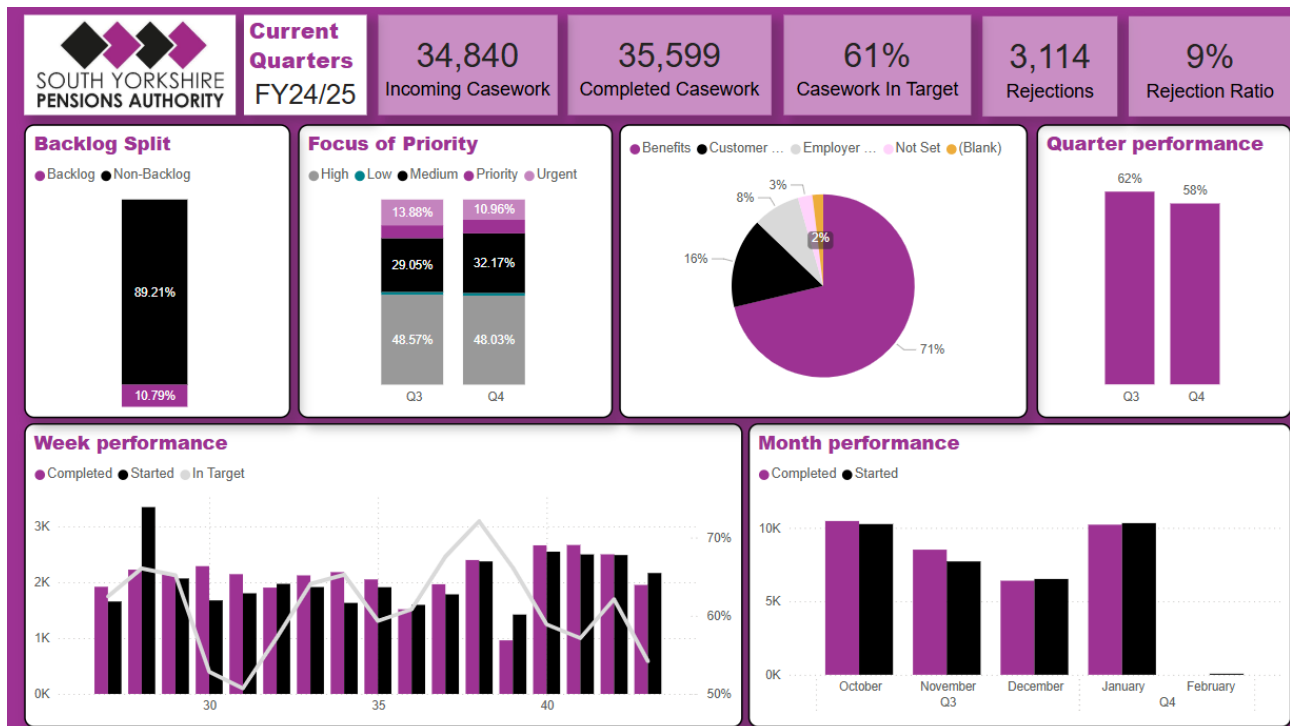 SOUTH YORKSHIRE
PENSIONS AUTHORITY
Current
Quarters
FY24/25
34,840
Incoming Casework
35,599
Completed Casework
61%
Casework In Target
3,114
Rejections
9%
Rejection Ratio
Backlog Split
Backlog Non-Backlog
89.21%
10.79%
Focus of Priority
High Low Medium Priority Urgent
13.88%
10.96%
29.05%
32.17%
48.57%
48.03%
Q3
Q4
Benefits Customer ... Employer ... Not Set (Blank)
3%
8%
2%
16%
71%
Quarter performance
62%
58%
Q3
Q4
Week performance
Completed Started In Target
3K
2K
1K
0K
70%
60%
50%
30
35
40
Month performance
Completed Started
10K
5K
0K
October
November
December
January
February
Q3
Q4